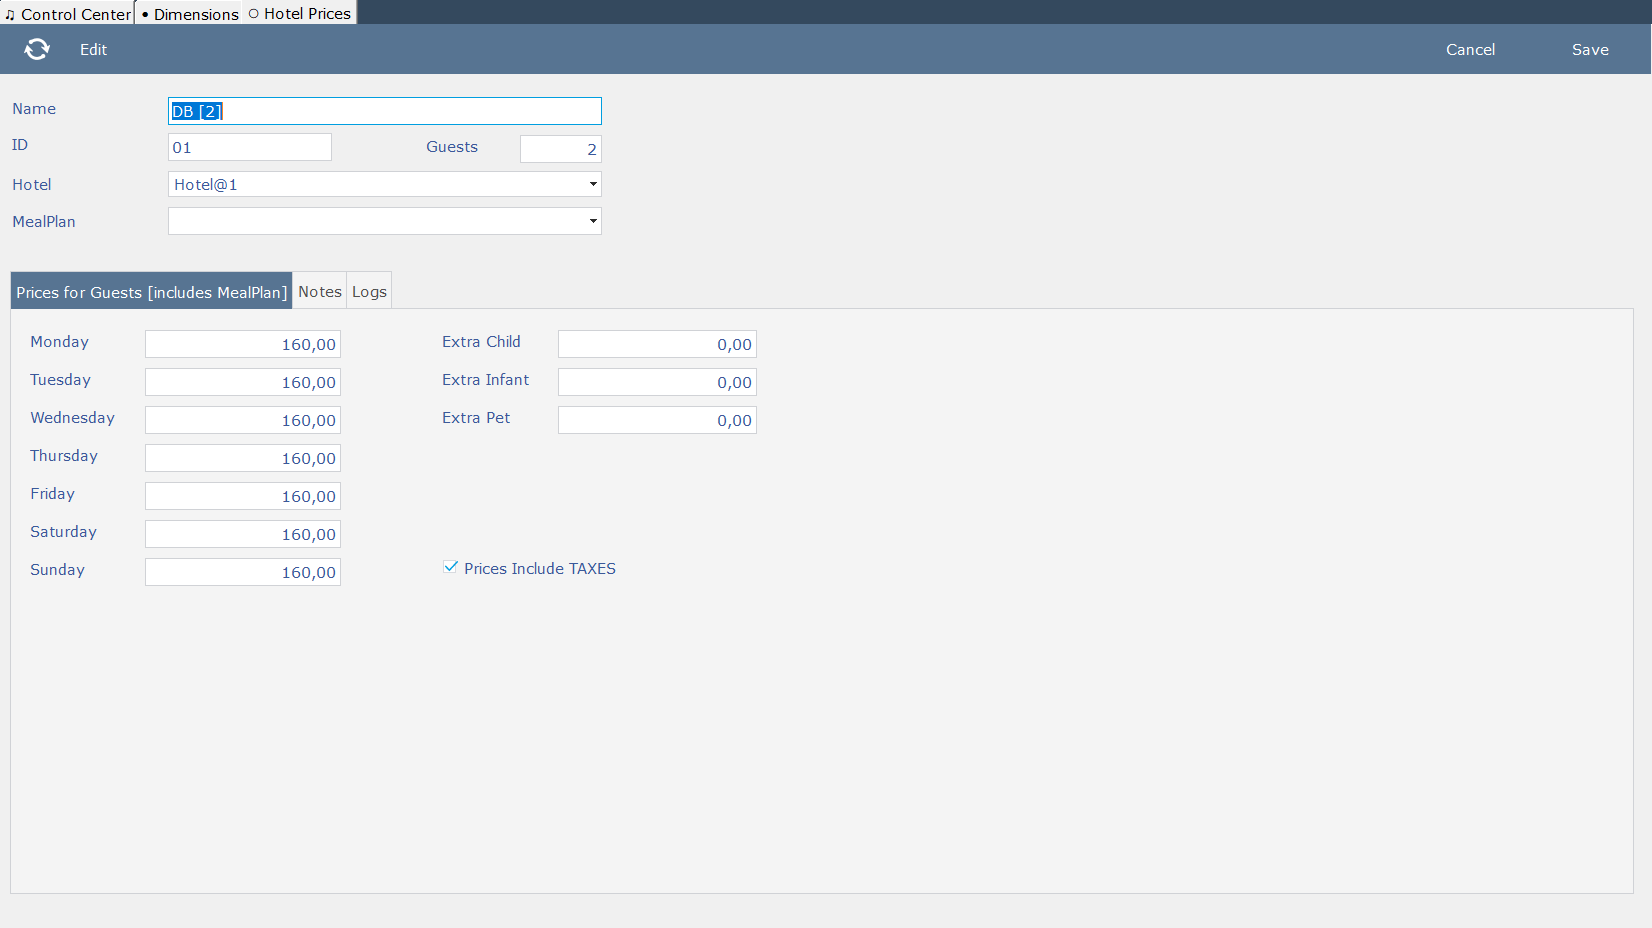 ♫ Control Center • Dimensions ○ Hotel Prices
Edit Cancel Save
Name DB [2]
ID 01 Guests 2
Hotel Hotel@1
MealPlan
Prices for Guests [includes MealPlan] Notes Logs
Monday 160,00 Extra Child 0,00
Tuesday 160,00 Extra Infant 0,00
Wednesday 160,00 Extra Pet 0,00
Thursday 160,00
Friday 160,00
Saturday 160,00
Sunday 160,00 Prices Include TAXES